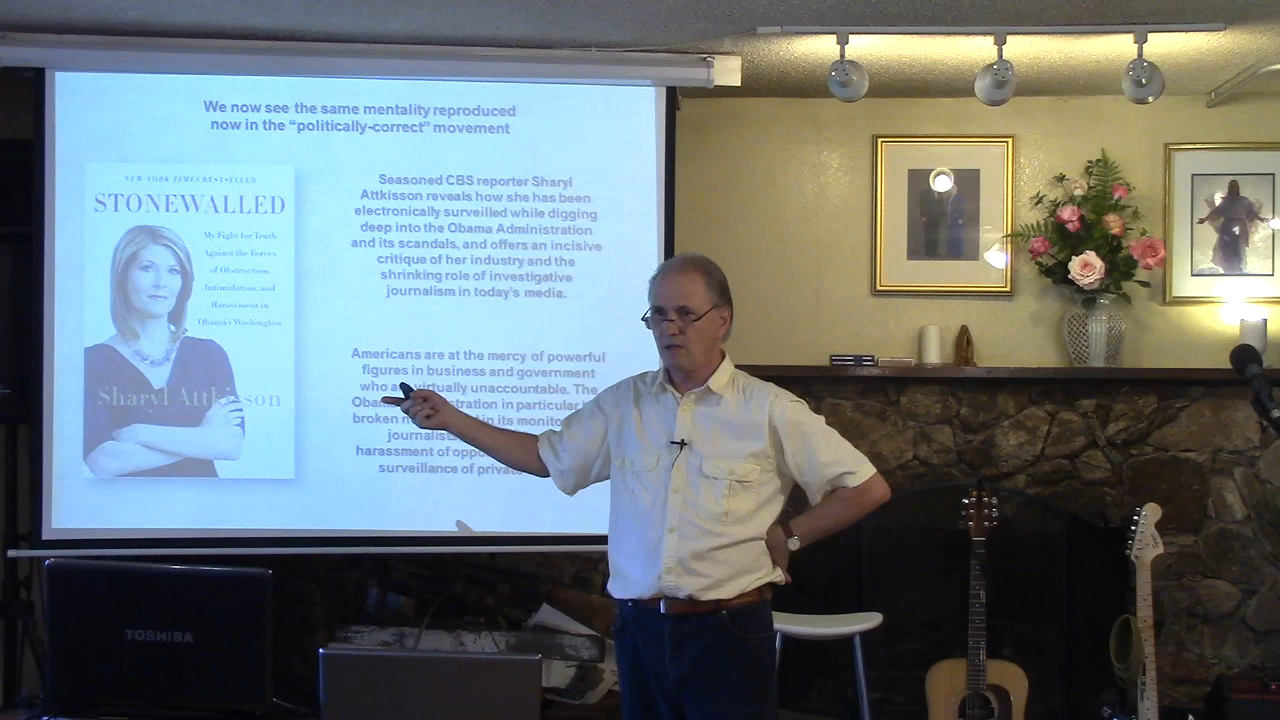 We now see the same mentality reproduced
now in the “politically-correct” movement
NEW YORK TIMES BESTSELLER
STONEWALLED
My Fight for Truth
Against the Forces
of Obstruction,
Intimidation, and
Harassment in
Obama's Washington
Sharyl Attkisson
Seasoned CBS reporter Sharyl
Attkisson reveals how she has been
electronically surveilled while digging
deep into the Obama Administration
and its scandals, and offers an incisive
critique of her industry and the
shrinking role of investigative
journalism in today's media.
Americans are at the mercy of powerful
figures in business and government
who virtually unaccountable. The
in particular
broken in its
harassment of
surveillance of
TOSHIBA